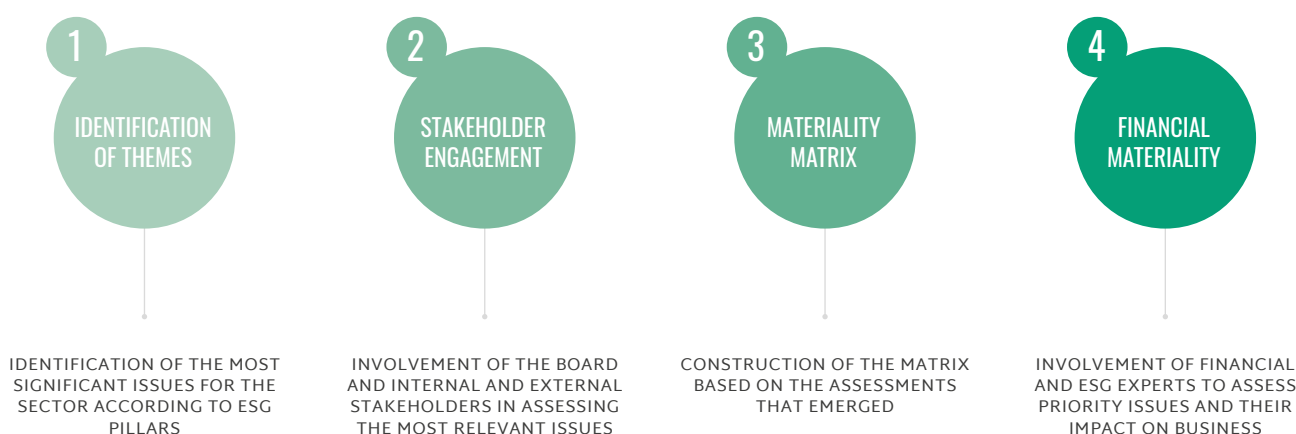 1
IDENTIFICATION
OF THEMES
IDENTIFICATION OF THE MOST
SIGNIFICANT ISSUES FOR THE
SECTOR ACCORDING TO ESG
PILLARS
2
STAKEHOLDER
ENGAGEMENT
INVOLVEMENT OF THE BOARD
AND INTERNAL AND EXTERNAL
STAKEHOLDERS IN ASSESSING
THE MOST RELEVANT ISSUES
3
MATERIALITY
MATRIX
CONSTRUCTION OF THE MATRIX
BASED ON THE ASSESSMENTS
THAT EMERGED
4
FINANCIAL
MATERIALITY
INVOLVEMENT OF FINANCIAL
AND ESG EXPERTS TO ASSESS
PRIORITY ISSUES AND THEIR
IMPACT ON BUSINESS